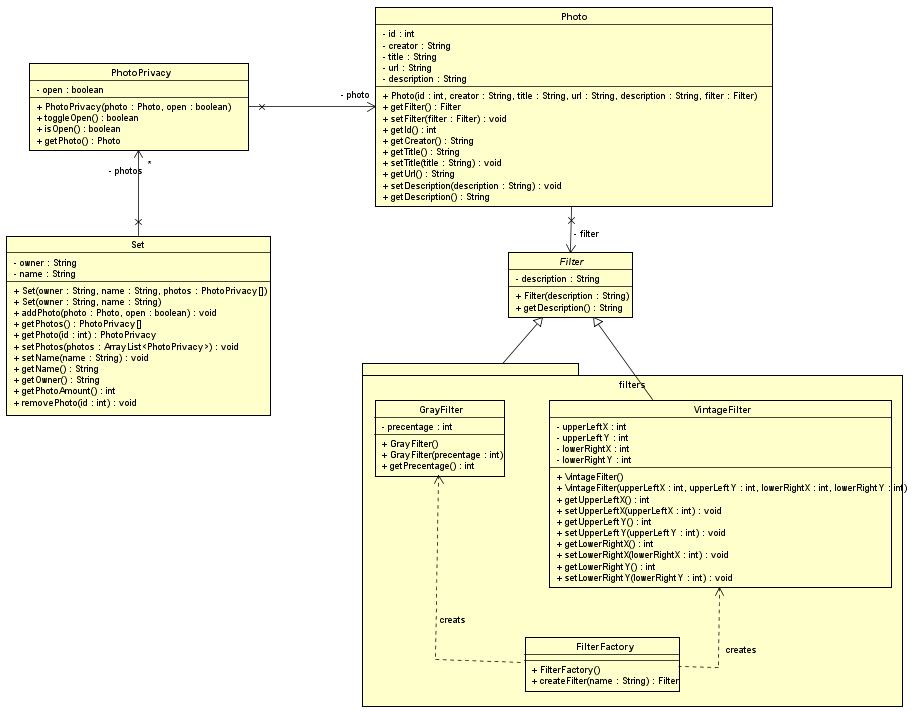 Photo
- id : int
- creator : String
- title : String
- url : String
- description : String
+ Photo(id : int, creator : String, title : String, url : String, description : String, filter : Filter)
+ getFilter() : Filter
+ setFilter(filter : Filter) : void
+ getId() : int
+ getCreator() : String
+ getTitle() : String
+ setTitle(title : String) : void
+ getUrl() : String
+ setDescription(description : String) : void
+ getDescription() : String
PhotoPrivacy
- open : boolean
+ PhotoPrivacy(photo : Photo, open : boolean)
+ toggleOpen() : boolean
+ isOpen() : boolean
+ getPhoto() : Photo
- photo
*
- photos
Set
- owner : String
- name : String
+ Set(owner : String, name : String, photos : PhotoPrivacy[])
+ Set(owner : String, name : String)
+ addPhoto(photo : Photo, open : boolean) : void
+ getPhotos() : PhotoPrivacy[]
+ getPhoto(id : int) : PhotoPrivacy
+ setPhotos(photos : ArrayList<PhotoPrivacy>) : void
+ setName(name : String) : void
+ getName() : String
+ getOwner() : String
+ getPhotoAmount() : int
+ removePhoto(id : int) : void
- filter
Filter
- description : String
+ Filter(description : String)
+ getDescription() : String
filters
GrayFilter
- precentage : int
+ GrayFilter()
+ GrayFilter(precentage : int)
+ getPrecentage() : int
VintageFilter
- upperLeftX : int
- upperLeftY : int
- lowerRightX : int
- lowerRightY : int
+ VintageFilter()
+ VintageFilter(upperLeftX : int, upperLeftY : int, lowerRightX : int, lowerRightY : int)
+ getUpperLeftX() : int
+ setUpperLeftX(upperLeftX : int) : void
+ getUpperLeftY() : int
+ setUpperLeftY(upperLeftY : int) : void
+ getLowerRightX() : int
+ setLowerRightX(lowerRightX : int) : void
+ getLowerRightY() : int
+ setLowerRightY(lowerRightY : int) : void
creats
creates
FilterFactory
+ FilterFactory()
+ createFilter(name : String) : Filter